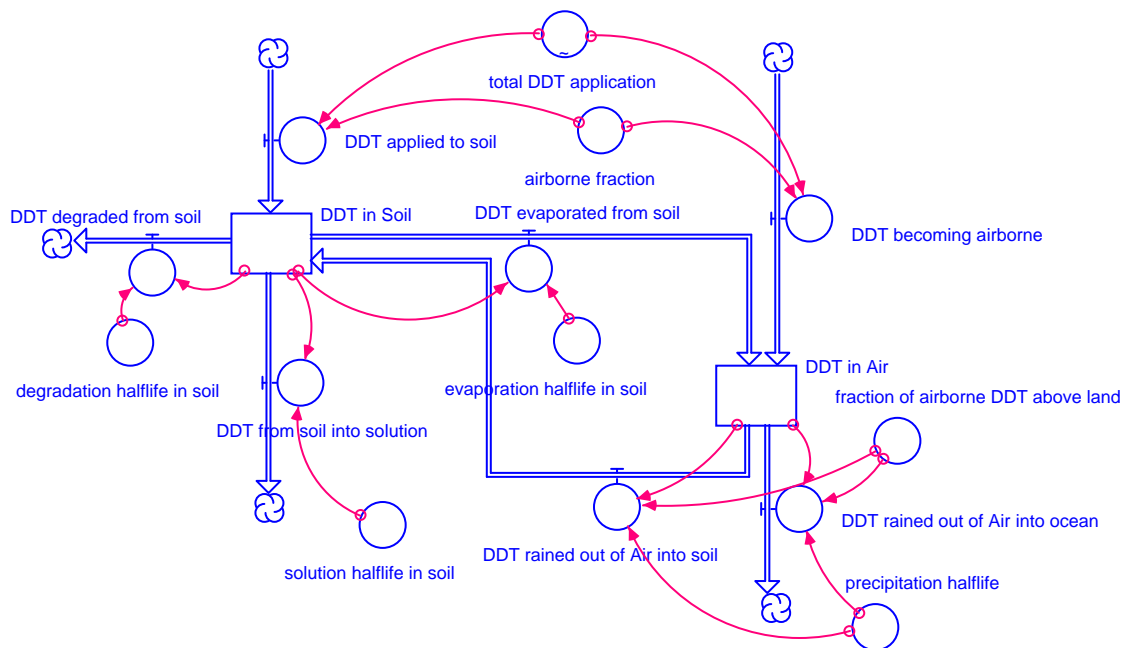 ~
total DDT application
DDT applied to soil
airborne fraction
DDT degraded from soil
DDT in Soil
DDT evaporated from soil
DDT becoming airborne
DDT in Air
degradation halflife in soil
evaporation halflife in soil
fraction of airborne DDT above land
DDT from soil into solution
DDT rained out of Air into ocean
DDT rained out of Air into soil
solution halflife in soil
precipitation halflife